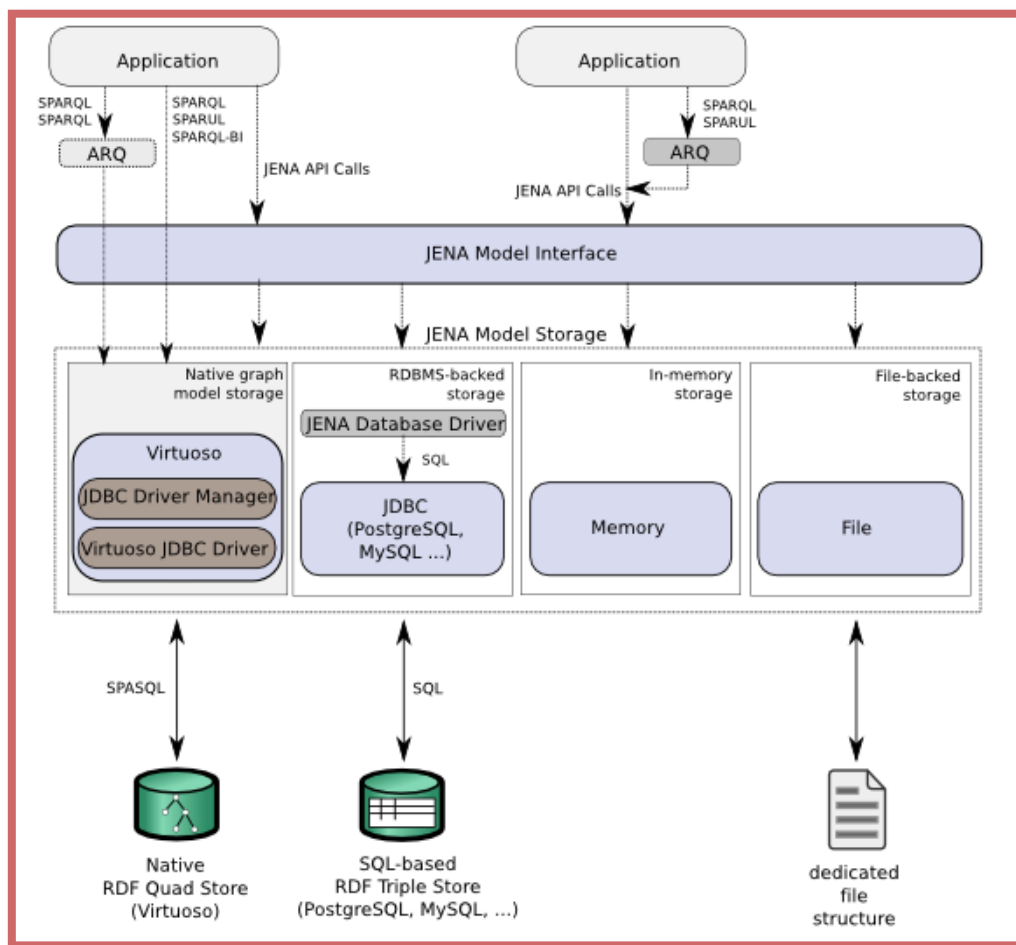 Application
Application
SPARQL
SPARQL
SPARQL
SPARUL
SPARQL-BI
SPARQL
SPARUL
ARQ
ARQ
JENA API Calls
JENA API Calls
JENA Model Interface
JENA Model Storage
Native graph
model storage
RDBMS-backed
storage
In-memory
storage
File-backed
storage
JENA Database Driver
SQL
Virtuoso
JDBC Driver Manager
Virtuoso JDBC Driver
JDBC
(PostgreSQL,
MySQL ...)
Memory
File
SPASQL
SQL
Native
RDF Quad Store
(Virtuoso)
SQL-based
RDF Triple Store
(PostgreSQL, MySQL, ...)
dedicated
file
structure